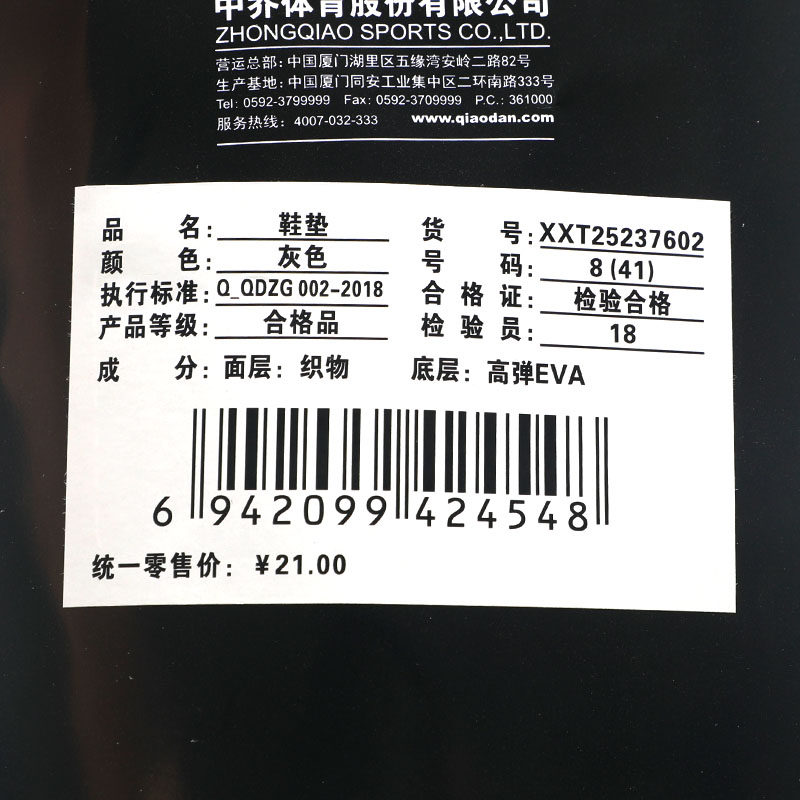 中乔体育股份有限公司
ZHONGQIAO SPORTS CO.,LTD.
营运总部: 中国厦门湖里区五缘湾安岭二路82号
生产基地: 中国厦门同安工业集中区二环南路333号
Tel: 0592-3799999 Fax: 0592-3709999 P.C.: 361000
服务热线: 4007-032-333 www.qiaodan.com
品 名: 鞋垫 货 号: XXT25237602
颜 色: 灰色 号 码: 8 (41)
执行标准: Q_QDZG 002-2018 合 格 证: 检验合格
产品等级: 合格品 检 验 员: 18
成 分: 面层: 织物 底层: 高弹EVA
6 942099 424548
统一零售价: ¥21.00